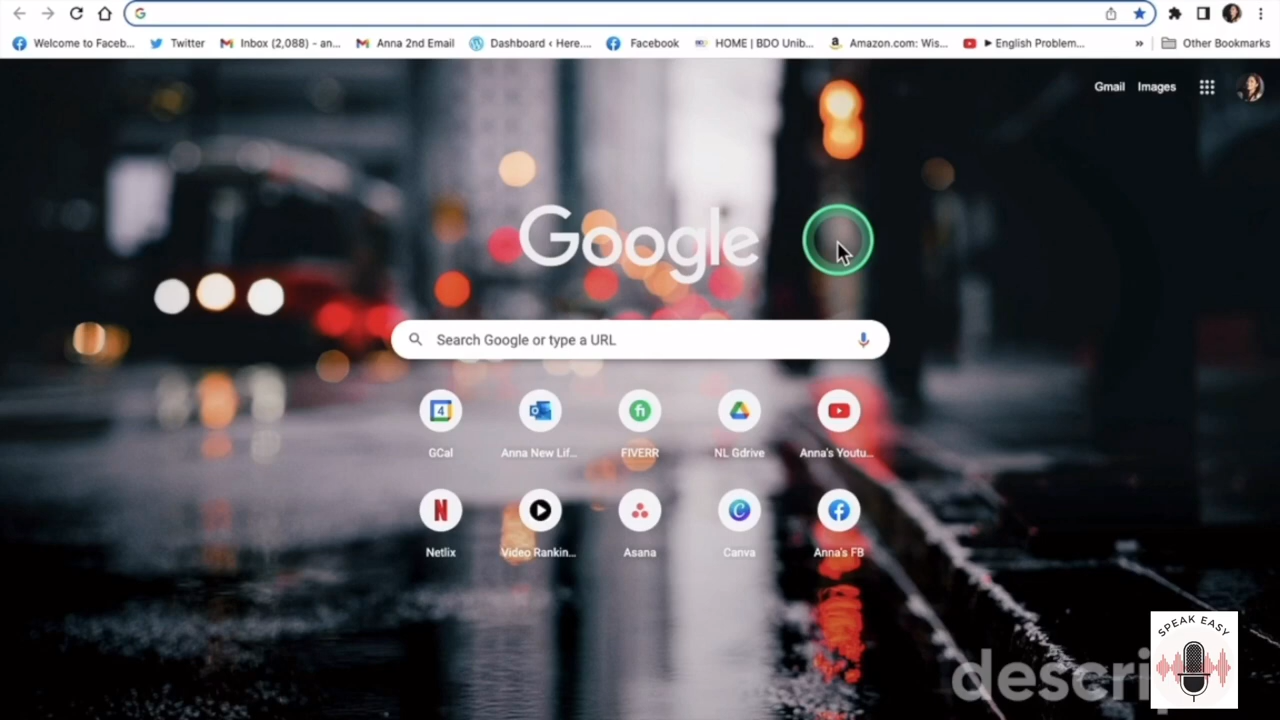 Welcome to Faceb...
Twitter
Inbox (2,088) – an...
Anna 2nd Email
Dashboard ‹ Here....
Facebook
HOME | BDO Unib...
Amazon.com: Wis...
► English Problem...
»
Other Bookmarks
Gmail
Images
Google
Search Google or type a URL
4
GCal
Anna New Lif...
FIVERR
NL Gdrive
Anna's Youtu...
N
Netlix
Video Rankin...
Asana
Canva
Anna's FB
SPEAK EASY
descri